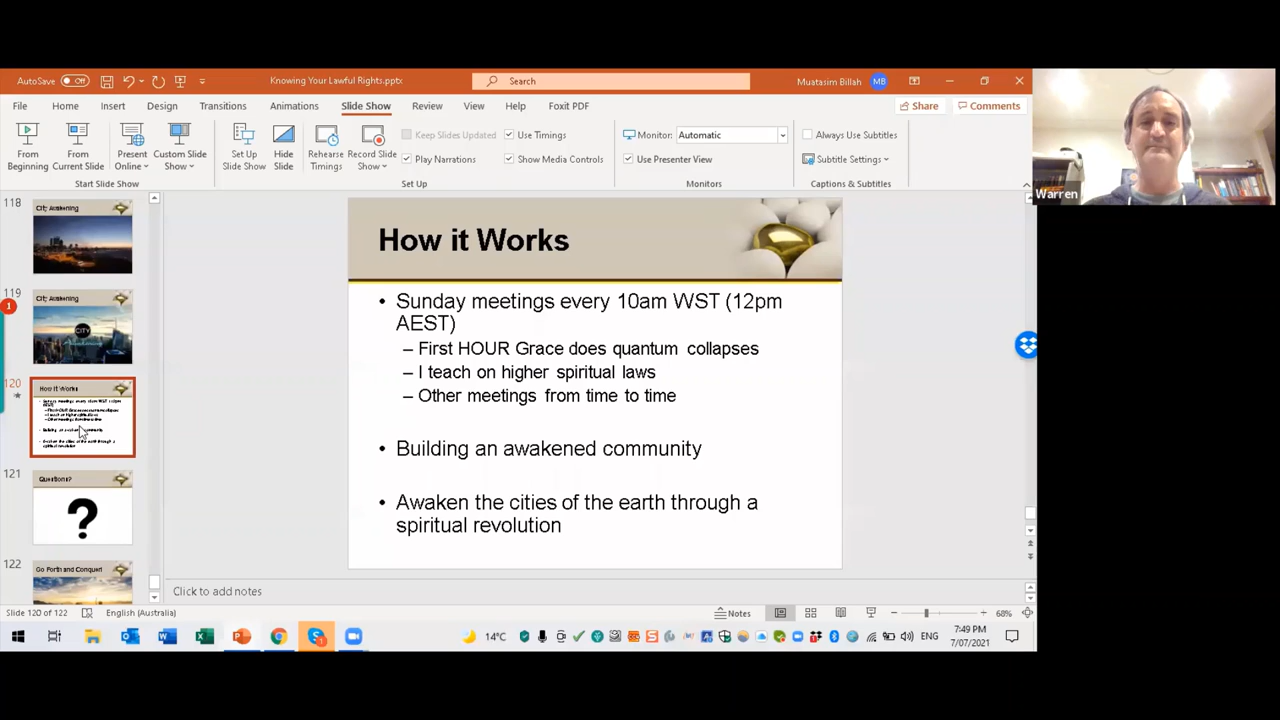 AutoSave Off
Knowing Your Lawful Rights.pptx
Search
Muatasim Billah MB
File Home Insert Design Transitions Animations Slide Show Review View Help Foxit PDF Share Comments
From Beginning
From Current Slide
Present Online
Custom Slide Show
Set Up Slide Show
Hide Slide
Rehearse Timings
Record Slide Show
Keep Slides Updated
Play Narrations
Use Timings
Show Media Controls
Monitor: Automatic
Use Presenter View
Always Use Subtitles
Subtitle Settings
Start Slide Show
Set Up
Monitors
Captions & Subtitles
Warren
118
City Awakening
119
1
City Awakening
CITY
120
How it Works
121
Questions?
?
122
Go Forth and Conquer!
How it Works
• Sunday meetings every 10am WST (12pm
AEST)
– First HOUR Grace does quantum collapses
– I teach on higher spiritual laws
– Other meetings from time to time
• Building an awakened community
• Awaken the cities of the earth through a
spiritual revolution
Click to add notes
Slide 120 of 122
English (Australia)
Notes
68%
14°C
ENG
7:49 PM
7/07/2021